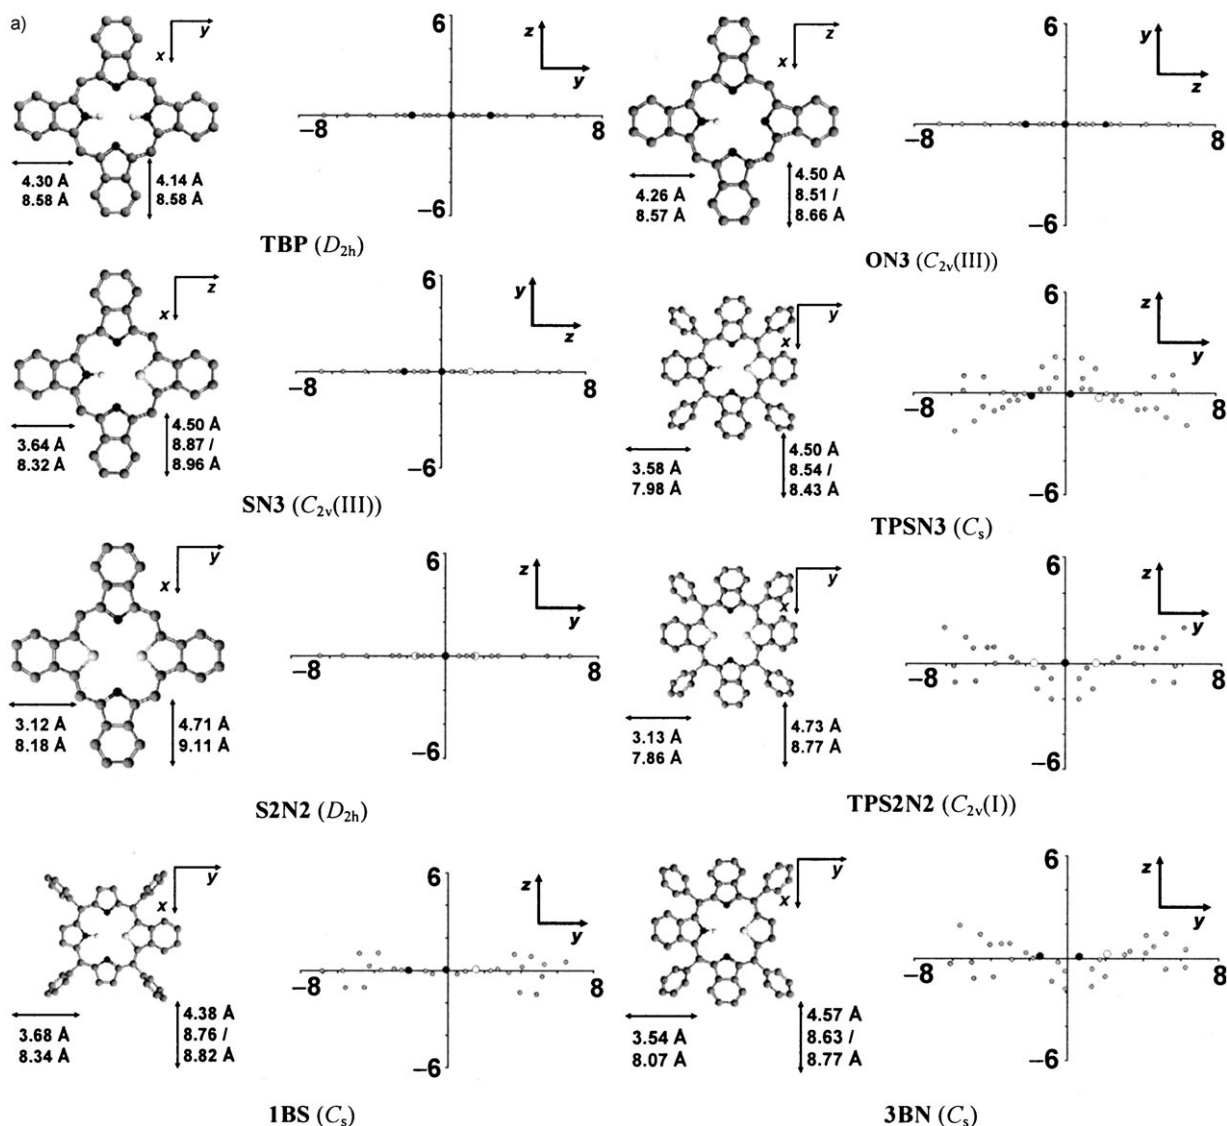 a)
y
x
4.30 Å
8.58 Å
4.14 Å
8.58 Å
6
z
y
−8
8
−6
TBP (D2h)
z
x
4.26 Å
8.57 Å
4.50 Å
8.51 /
8.66 Å
6
y
z
−8
8
−6
ON3 (C2v(III))
z
x
3.64 Å
8.32 Å
4.50 Å
8.87 /
8.96 Å
6
y
z
−8
8
−6
SN3 (C2v(III))
y
x
3.58 Å
7.98 Å
4.50 Å
8.54 /
8.43 Å
6
z
y
−8
8
−6
TPSN3 (Cs)
y
x
3.12 Å
8.18 Å
4.71 Å
9.11 Å
6
z
y
−8
8
−6
S2N2 (D2h)
y
x
3.13 Å
7.86 Å
4.73 Å
8.77 Å
6
z
y
−8
8
−6
TPS2N2 (C2v(I))
y
x
3.68 Å
8.34 Å
4.38 Å
8.76 /
8.82 Å
6
z
y
−8
8
−6
1BS (Cs)
y
x
3.54 Å
8.07 Å
4.57 Å
8.63 /
8.77 Å
6
z
y
−8
8
−6
3BN (Cs)